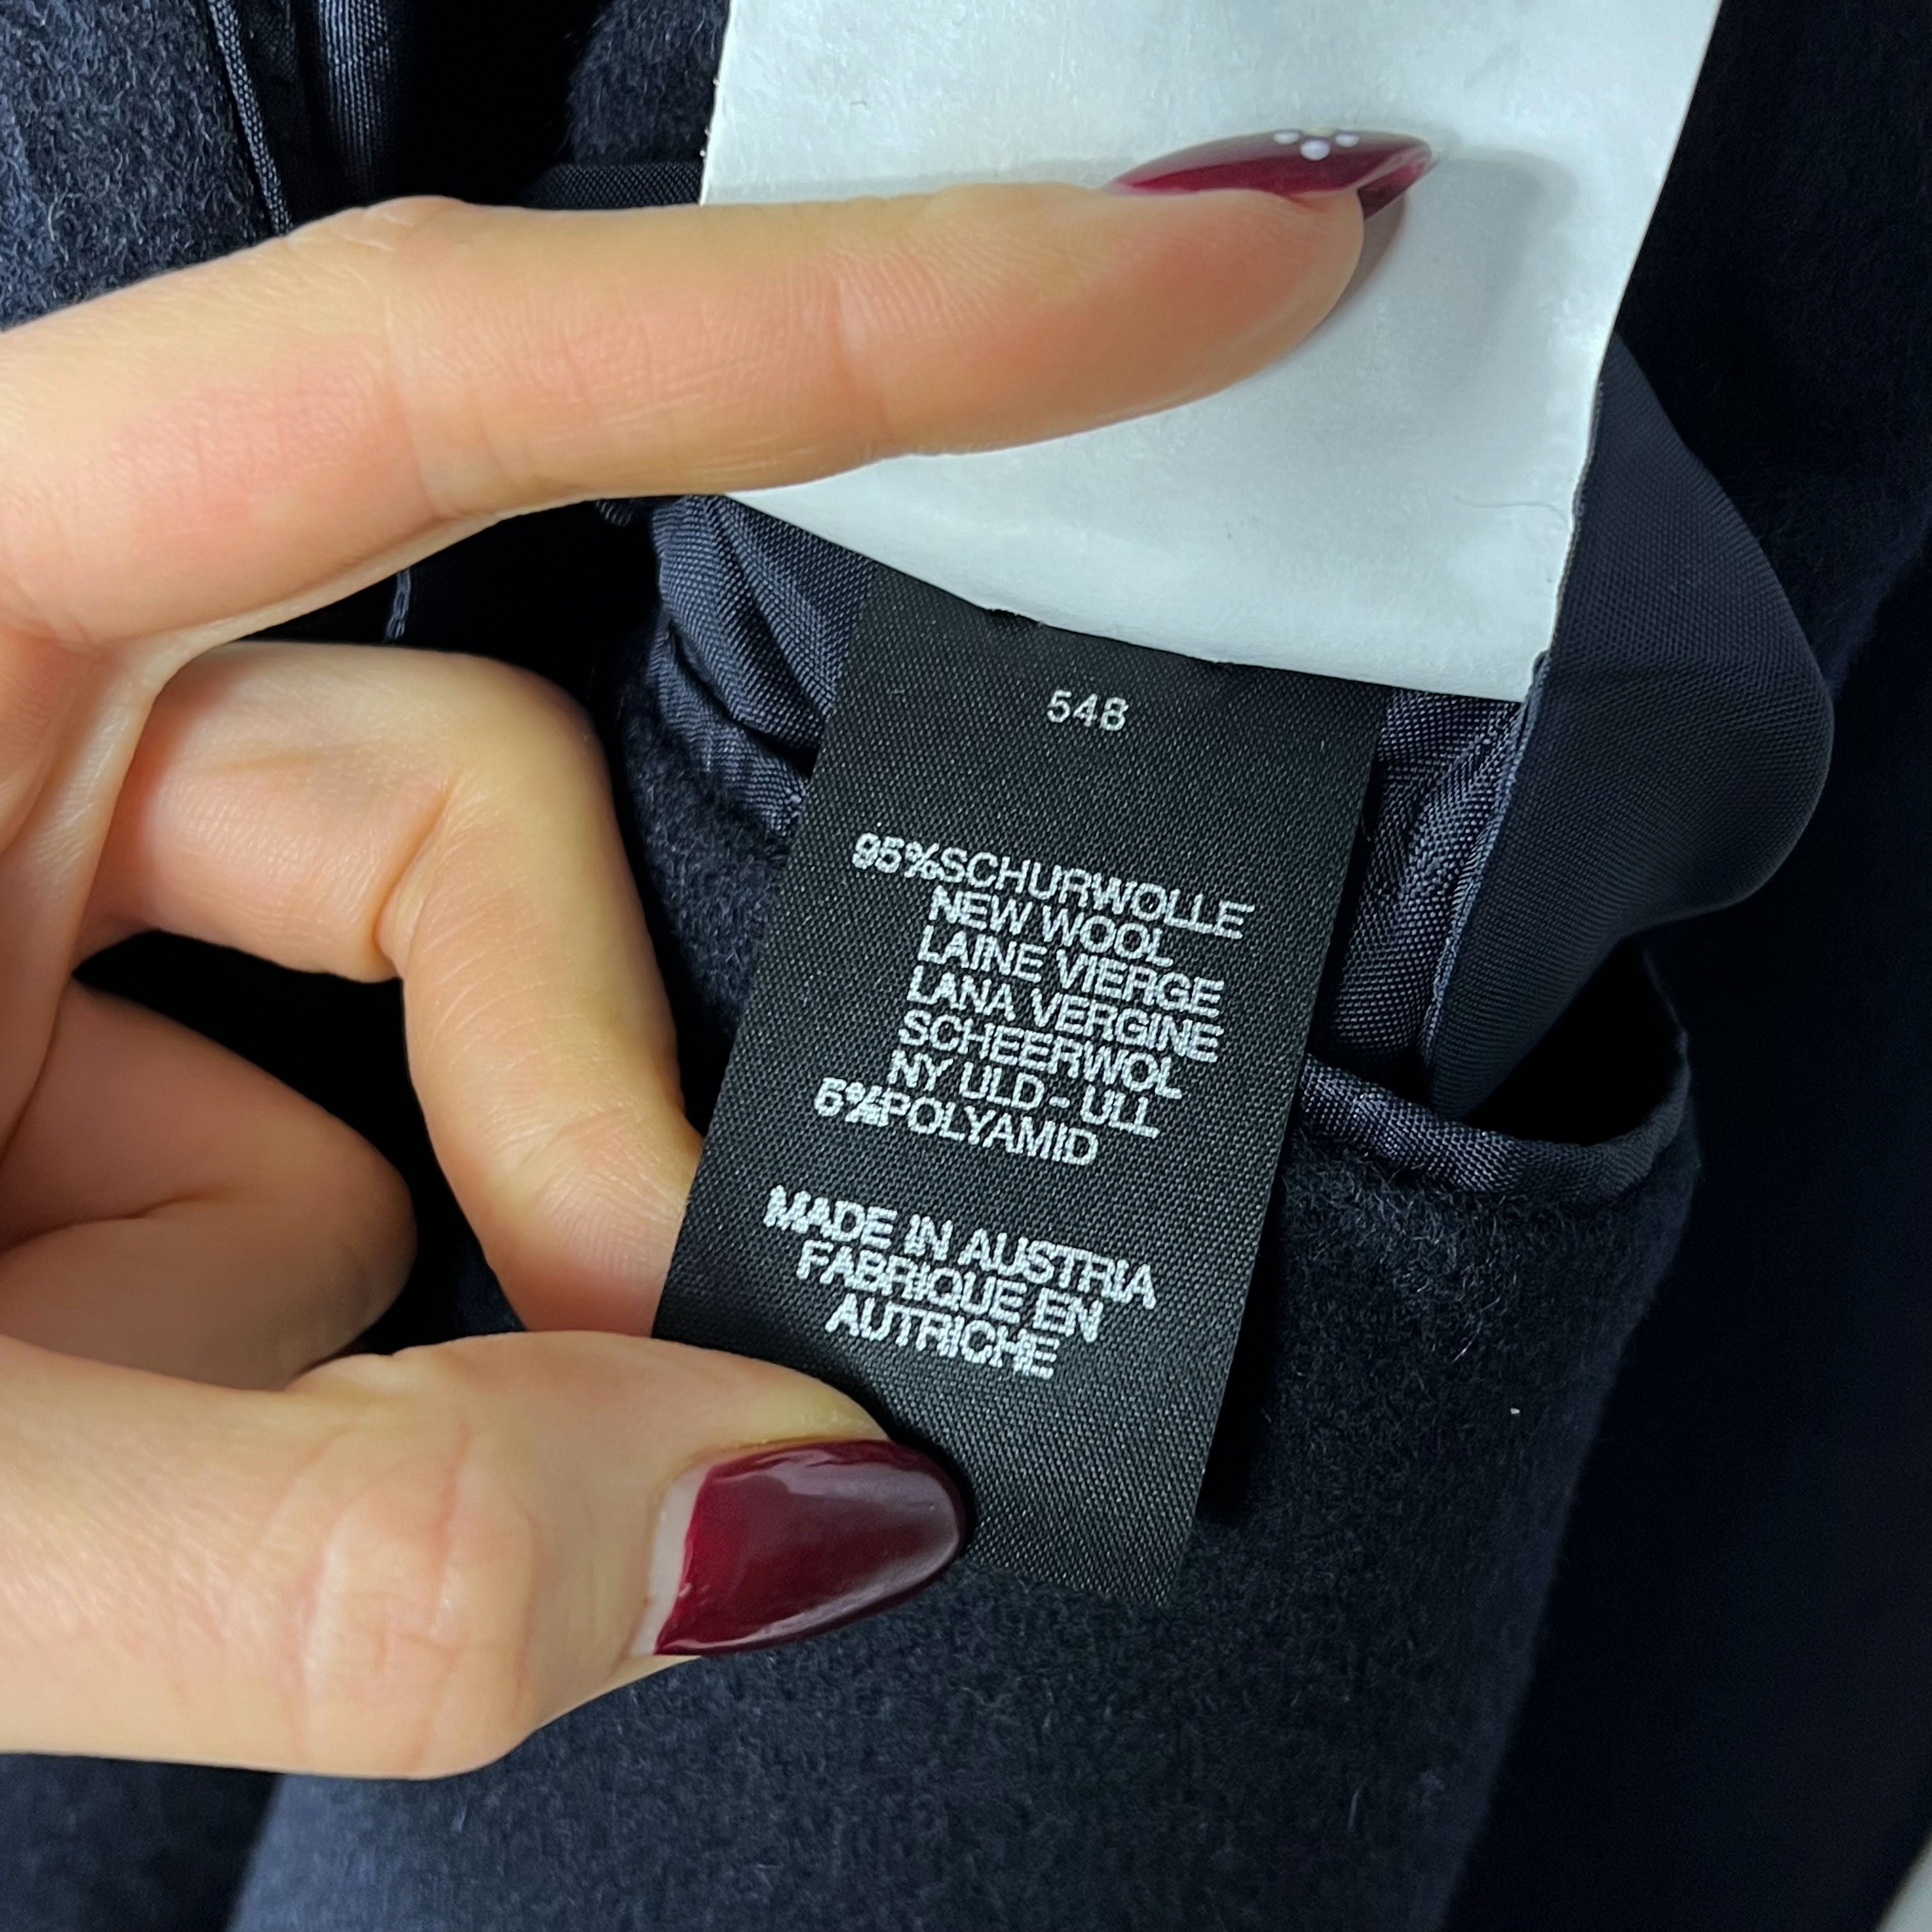 548
95%SCHURWOLLE
NEW WOOL
LAINE VIERGE
LANA VERGINE
SCHEERWOL
NY ULD - ULL
5%POLYAMID
MADE IN AUSTRIA
FABRIQUE EN
AUTRICHE